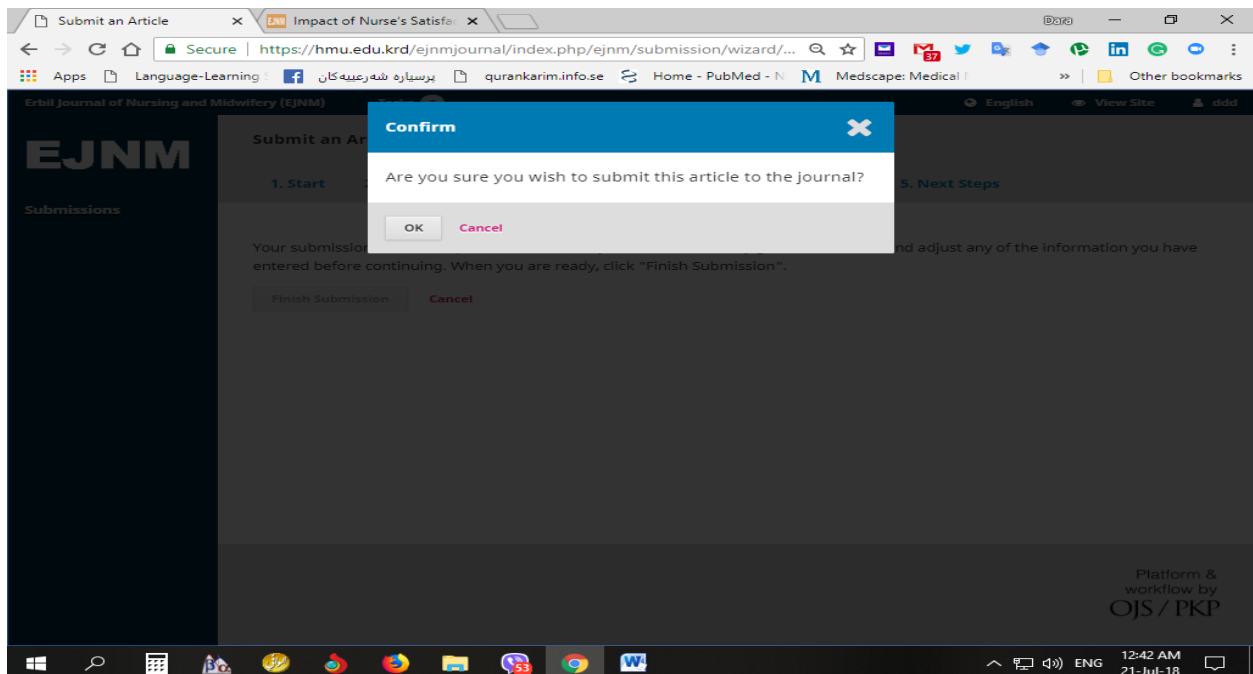 Submit an Article
EJNM Impact of Nurse's Satisfac
Dara
Secure | https://hmu.edu.krd/ejnmjournal/index.php/ejnm/submission/wizard/...
37
Apps Language-Learning پرسیارە شەرعییەکان qurankarim.info.se Home - PubMed - N Medscape: Medical » Other bookmarks
Erbil Journal of Nursing and Midwifery (EJNM) Tasks English View Site ddd
EJNM
Submissions
Submit an Ar
1. Start 5. Next Steps
Confirm
Are you sure you wish to submit this article to the journal?
OK Cancel
Your submission nd adjust any of the information you have
entered before continuing. When you are ready, click "Finish Submission".
Finish Submission Cancel
Platform &
workflow by
OJS / PKP
53 ENG 12:42 AM
21-Jul-18